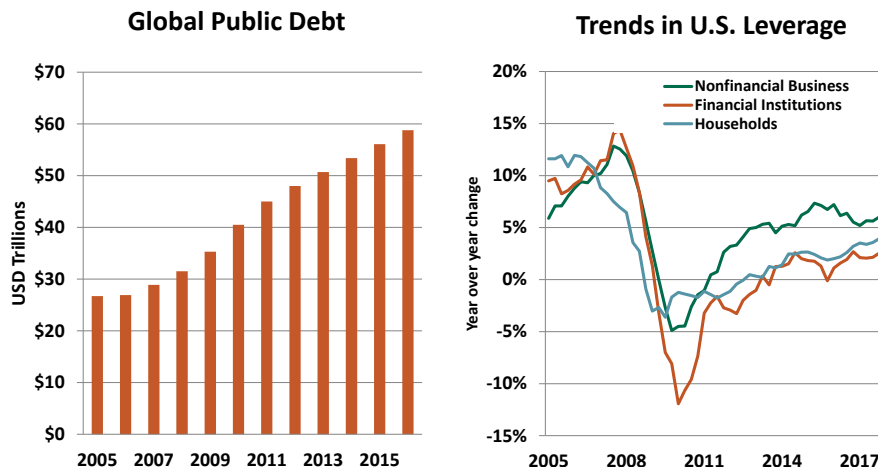 Global Public Debt
$70
$60
$50
$40
$30
$20
$10
$0
USD Trillions
2005 2007 2009 2011 2013 2015
Trends in U.S. Leverage
20%
15%
10%
5%
0%
-5%
-10%
-15%
Year over year change
Nonfinancial Business
Financial Institutions
Households
2005 2008 2011 2014 2017